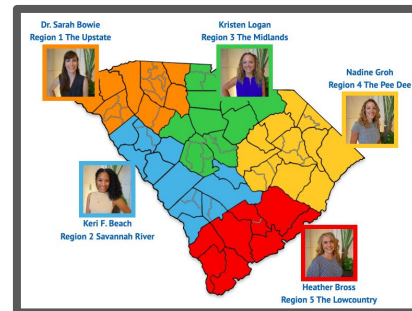 Dr. Sarah Bowie
Region 1 The Upstate
Kristen Logan
Region 3 The Midlands
Nadine Groh
Region 4 The Pee Dee
Keri F. Beach
Region 2 Savannah River
Heather Bross
Region 5 The Lowcountry